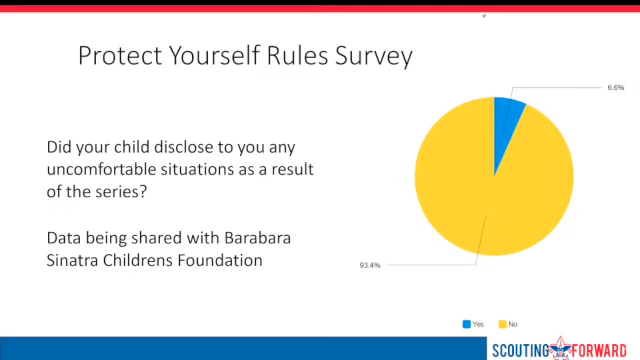 Protect Yourself Rules Survey
6.6%
Did your child disclose to you any
uncomfortable situations as a result
of the series?
Data being shared with Barabara
Sinatra Childrens Foundation
93.4%
Yes
No
SCOUTING FORWARD